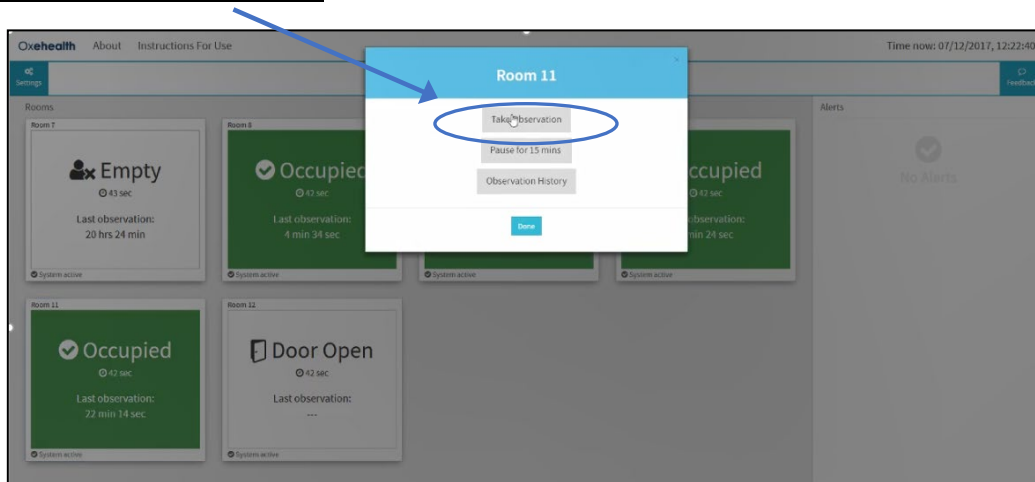 Oxehealth About Instructions For Use
Time now: 07/12/2017, 12:22:40
Settings
Feedback
Room 11
Take Observation
Pause for 15 mins
Observation History
Done
Rooms
Alerts
No Alerts
Room 7
Empty
43 sec
Last observation:
20 hrs 24 min
System active
Room 8
Occupied
42 sec
Last observation:
4 min 34 sec
System active
System active
ccupied
42 sec
observation:
min 24 sec
System active
Room 11
Occupied
42 sec
Last observation:
22 min 14 sec
System active
Room 12
Door Open
42 sec
Last observation:
---
System active